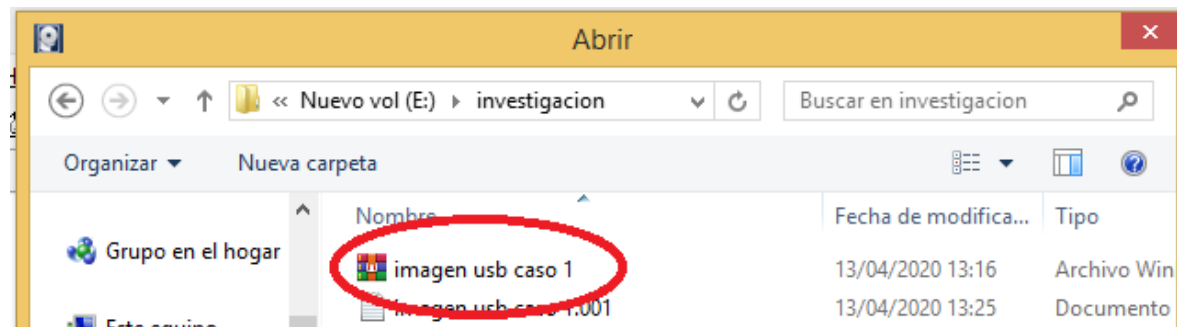 Abrir
« Nuevo vol (E:) investigacion
Buscar en investigacion
Organizar
Nueva carpeta
Nombre
Fecha de modifica...
Tipo
Grupo en el hogar
imagen usb caso 1
13/04/2020 13:16
Archivo Win
imagen usb caso 1.001
13/04/2020 13:25
Documento
Este equipo